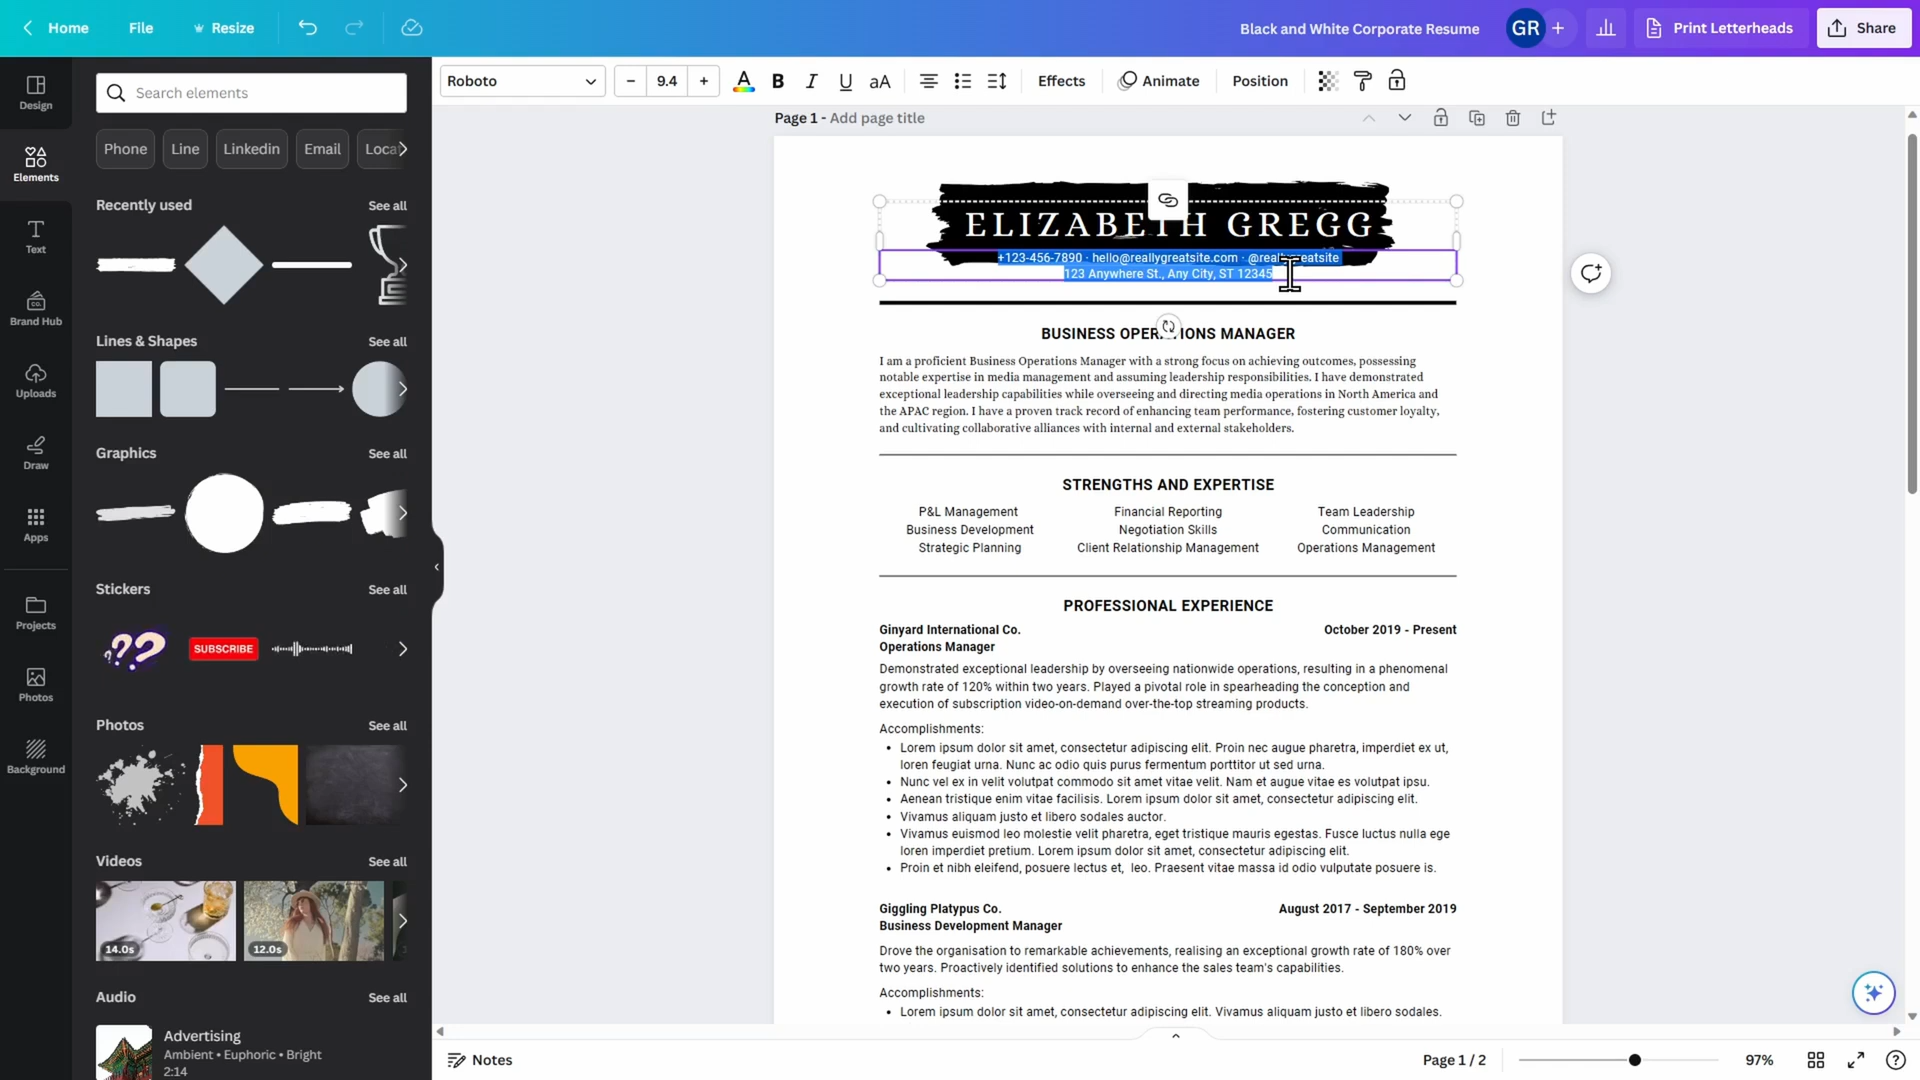 Home File Resize Black and White Corporate Resume GR Print Letterheads Share
Roboto 9.4 B I U aA Effects Animate Position
Page 1 - Add page title
Design
Elements
Text
Brand Hub
Uploads
Draw
Apps
Projects
Photos
Background
Search elements
Phone Line Linkedin Email
Recently used See all
Lines & Shapes See all
Graphics See all
Stickers See all
SUBSCRIBE
Photos See all
Videos See all
14.0s 12.0s
Audio See all
Advertising
Ambient • Euphoric • Bright
2:14
ELIZABETH GREGG
+123-456-7890 · hello@reallygreatsite.com · @reallygreatsite
123 Anywhere St., Any City, ST 12345
BUSINESS OPERATIONS MANAGER
I am a proficient Business Operations Manager with a strong focus on achieving outcomes, possessing
notable expertise in media management and assuming leadership responsibilities. I have demonstrated
exceptional leadership capabilities while overseeing and directing media operations in North America and
the APAC region. I have a proven track record of enhancing team performance, fostering customer loyalty,
and cultivating collaborative alliances with internal and external stakeholders.
STRENGTHS AND EXPERTISE
P&L Management Financial Reporting Team Leadership
Business Development Negotiation Skills Communication
Strategic Planning Client Relationship Management Operations Management
PROFESSIONAL EXPERIENCE
Ginyard International Co. October 2019 - Present
Operations Manager
Demonstrated exceptional leadership by overseeing nationwide operations, resulting in a phenomenal
growth rate of 120% within two years. Played a pivotal role in spearheading the conception and
execution of subscription video-on-demand over-the-top streaming products.
Accomplishments:
• Lorem ipsum dolor sit amet, consectetur adipiscing elit. Proin nec augue pharetra, imperdiet ex ut,
loren feugiat urna. Nunc ac odio quis purus fermentum porttitor ut sed urna.
• Nunc vel ex in velit volutpat commodo sit amet vitae velit. Nam et augue vitae es volutpat ipsu.
• Aenean tristique enim vitae facilisis. Lorem ipsum dolor sit amet, consectetur adipiscing elit.
• Vivamus aliquam justo et libero sodales auctor.
• Vivamus euismod leo molestie velit pharetra, eget tristique mauris egestas. Fusce luctus nulla ege
loren imperdiet pretium. Lorem ipsum dolor sit amet, consectetur adipiscing elit.
• Proin et nibh eleifend, posuere lectus et, leo. Praesent vitae massa id odio vulputate posuere is.
Giggling Platypus Co. August 2017 - September 2019
Business Development Manager
Drove the organisation to remarkable achievements, realising an exceptional growth rate of 180% over
two years. Proactively identified solutions to enhance the sales team's capabilities.
Accomplishments:
• Lorem ipsum dolor sit amet, consectetur adipiscing elit. Vivamus aliquam justo et libero sodales.
Notes Page 1 / 2 97%